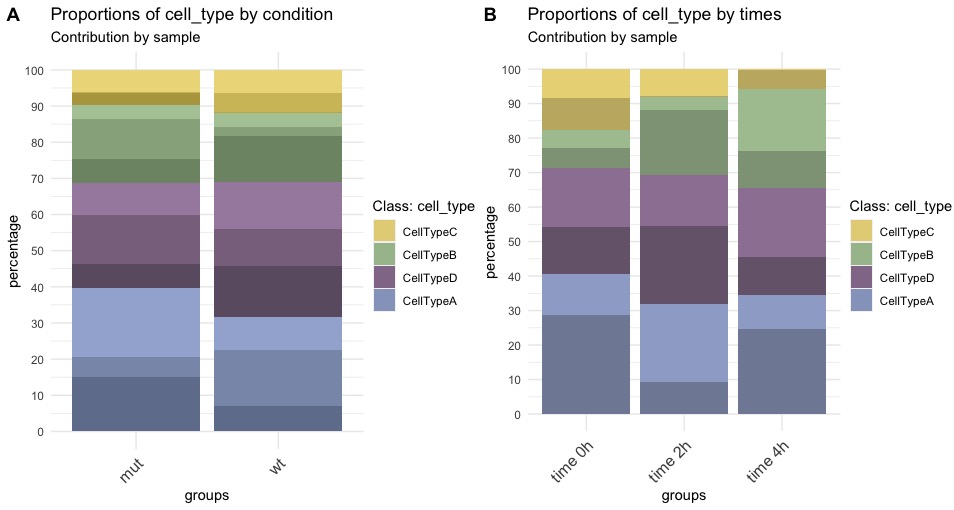 A
Proportions of cell_type by condition
Contribution by sample
100
90
80
70
60
50
40
30
20
10
0
percentage
mut
wt
groups
Class: cell_type
CellTypeC
CellTypeB
CellTypeD
CellTypeA
B
Proportions of cell_type by times
Contribution by sample
100
90
80
70
60
50
40
30
20
10
0
percentage
time 0h
time 2h
time 4h
groups
Class: cell_type
CellTypeC
CellTypeB
CellTypeD
CellTypeA